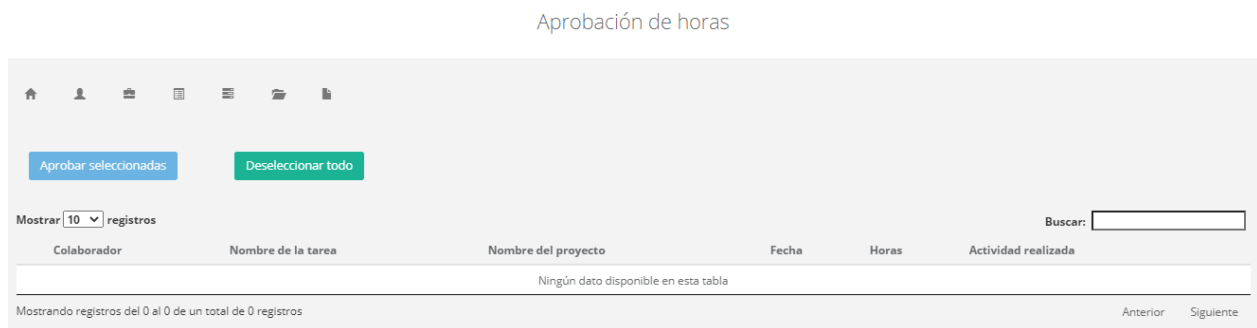 Aprobación de horas
Aprobar seleccionadas Deseleccionar todo
Mostrar 10 registros Buscar:
Colaborador Nombre de la tarea Nombre del proyecto Fecha Horas Actividad realizada
Ningún dato disponible en esta tabla
Mostrando registros del 0 al 0 de un total de 0 registros Anterior Siguiente